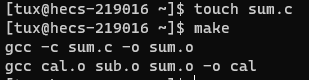 [tux@hecs-219016 ~]$ touch sum.c
[tux@hecs-219016 ~]$ make
gcc -c sum.c -o sum.o
gcc cal.o sub.o sum.o -o cal